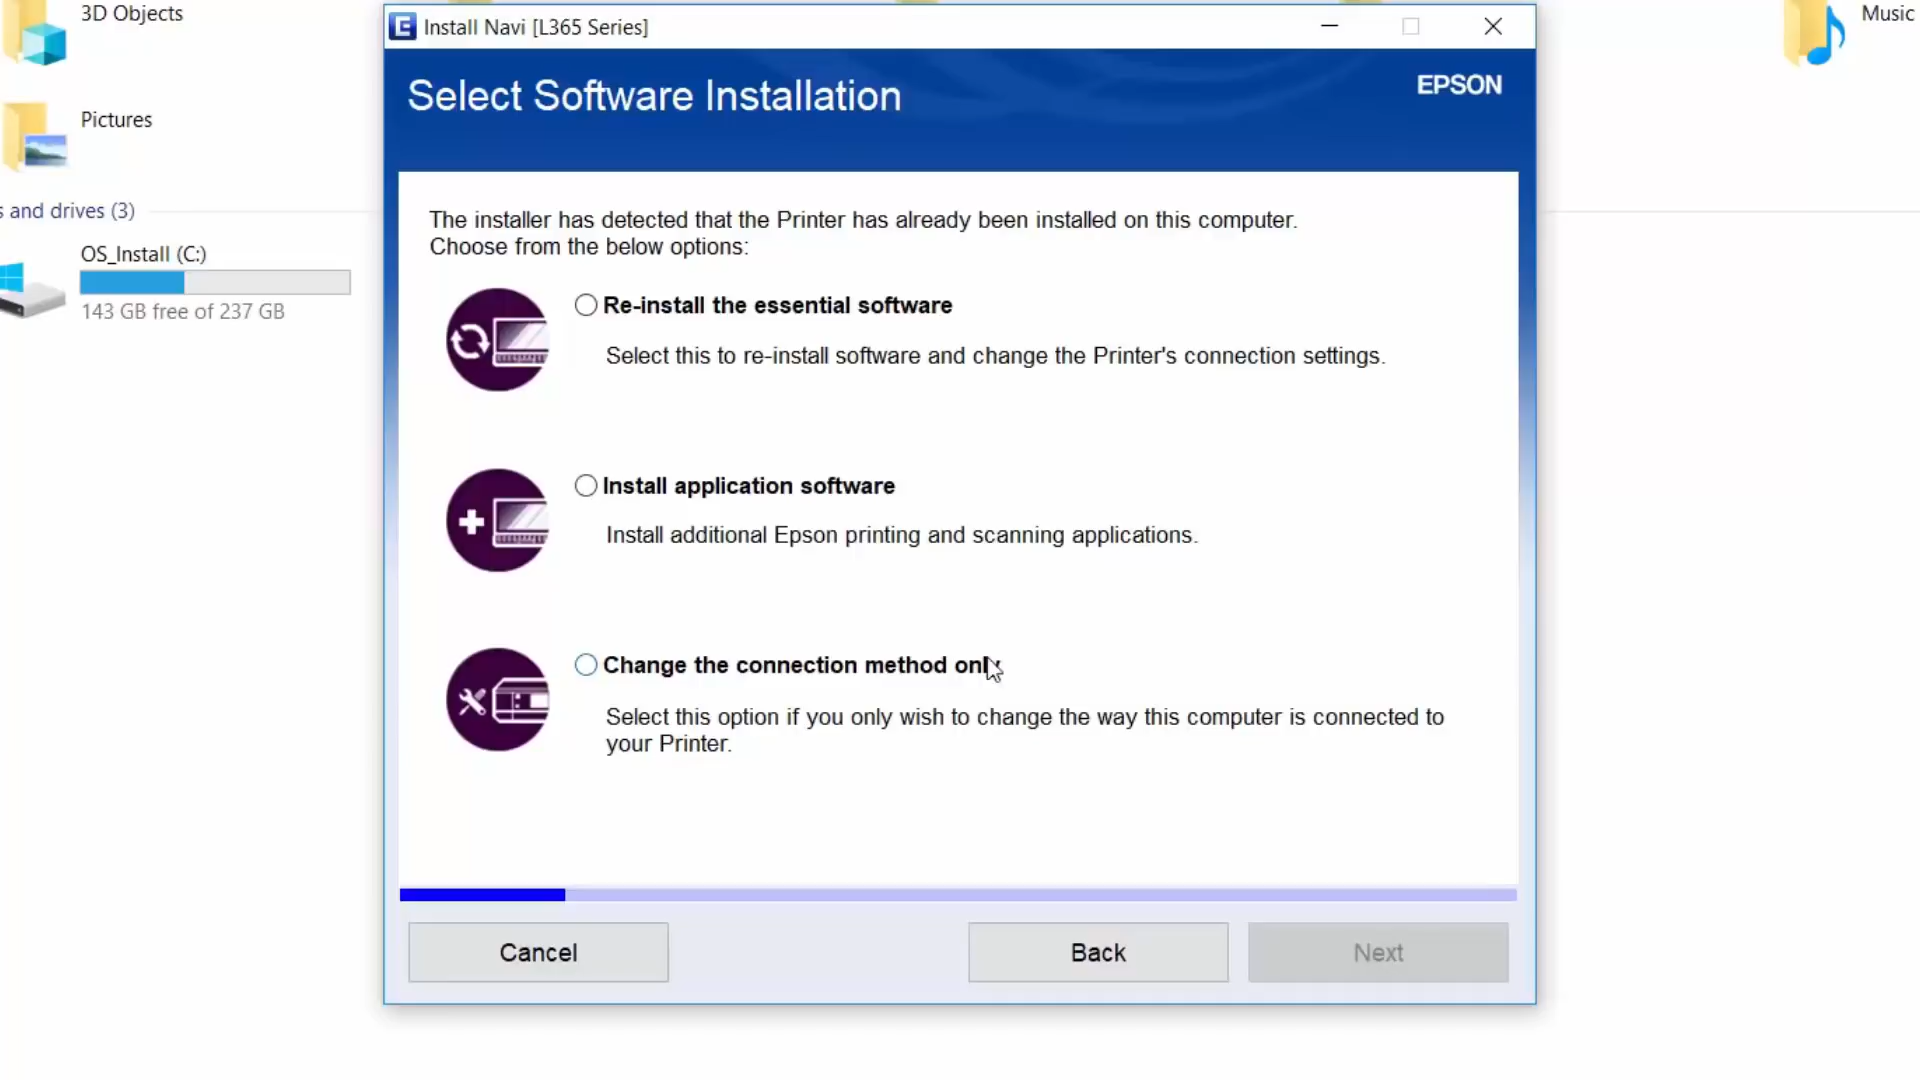 3D Objects
Pictures
s and drives (3)
OS_Install (C:)
143 GB free of 237 GB
Music
E Install Navi [L365 Series]
Select Software Installation
EPSON
The installer has detected that the Printer has already been installed on this computer.
Choose from the below options:
Re-install the essential software
Select this to re-install software and change the Printer's connection settings.
Install application software
Install additional Epson printing and scanning applications.
Change the connection method only
Select this option if you only wish to change the way this computer is connected to
your Printer.
Cancel
Back
Next